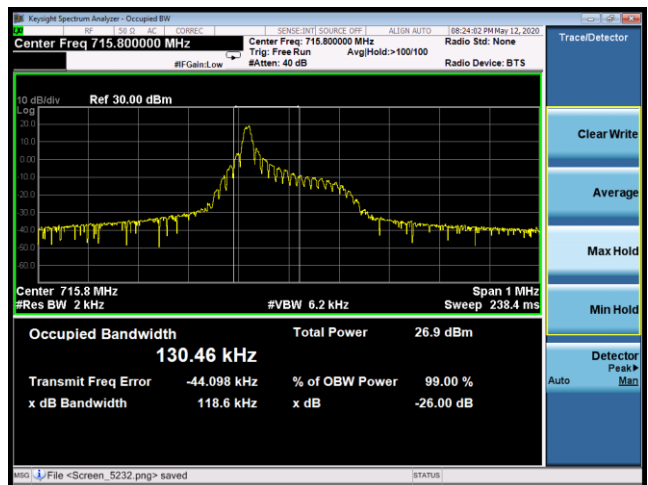 Keysight Spectrum Analyzer - Occupied BW
RF 50 Ω AC CORREC SENSE:INT SOURCE OFF ALIGN AUTO 08:24:02 PM May 12, 2020
Center Freq 715.800000 MHz Center Freq: 715.800000 MHz Radio Std: None
Trig: Free Run Avg|Hold:>100/100
#IFGain:Low #Atten: 40 dB Radio Device: BTS
Trace/Detector
10 dB/div Ref 30.00 dBm
Log
20.0
10.0
0.00
-10.0
-20.0
-30.0
-40.0
-50.0
-60.0
Center 715.8 MHz Span 1 MHz
#Res BW 2 kHz #VBW 6.2 kHz Sweep 238.4 ms
Occupied Bandwidth Total Power 26.9 dBm
130.46 kHz
Transmit Freq Error -44.098 kHz % of OBW Power 99.00 %
x dB Bandwidth 118.6 kHz x dB -26.00 dB
Clear Write
Average
Max Hold
Min Hold
Detector
Peak▶
Auto Man
MSG File <Screen_5232.png> saved STATUS